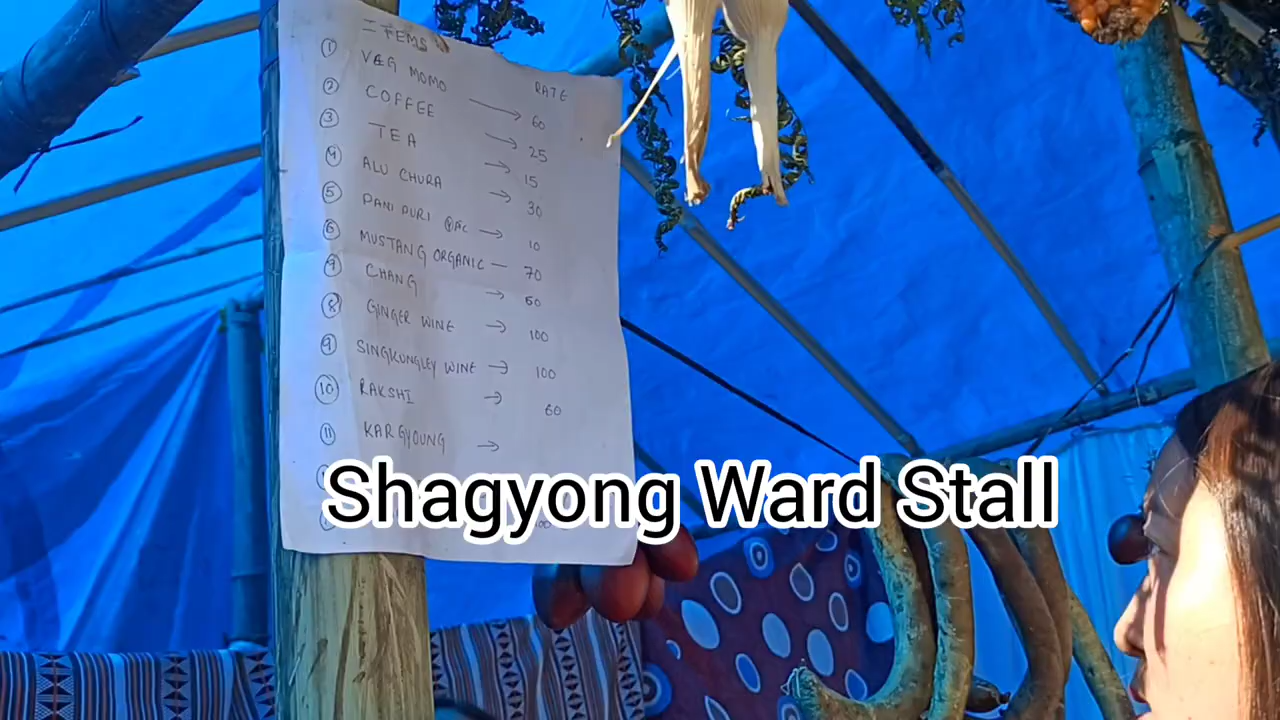 ITEMS
RATE
① VEG MOMO → 60
② COFFEE → 25
③ TEA → 15
④ ALU CHURA → 30
⑤ PANI PURI → 10
⑥ MUSTANG ORGANIC — 70
⑦ CHANG → 50
⑧ GINGER WINE → 100
⑨ SINGKUNGLEY WINE → 100
⑩ RAKSHI → 60
⑪ KARGYOUNG →
Shagyong Ward Stall